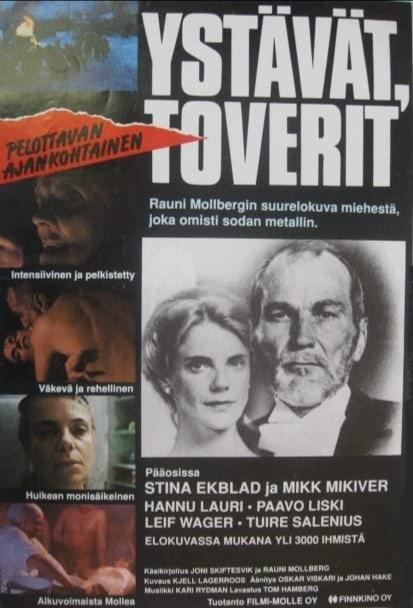 YSTÄVÄT,
TOVERIT
PELOTTAVAN
AJANKOHTAINEN
Rauni Mollbergin suurelokuva miehestä,
joka omisti sodan metallin.
Intensiivinen ja pelkistetty
Väkevä ja rehellinen
Huikean monisäikeinen
Alkuvoimaista Mollea
Pääosissa
STINA EKBLAD ja MIKK MIKIVER
HANNU LAURI • PAAVO LISKI
LEIF WAGER • TUIRE SALENIUS
ELOKUVASSA MUKANA YLI 3000 IHMISTÄ
Käsikirjoitus JONI SKIFTESVIK ja RAUNI MOLLBERG
Kuvaus KJELL LAGERROOS Äänitys OSKAR VISKARI ja JOHAN HAKE
Musiikki KARI RYDMAN Lavastus TOM HAMBERG
Tuotanto FILMI-MOLLE OY FINNKINO OY